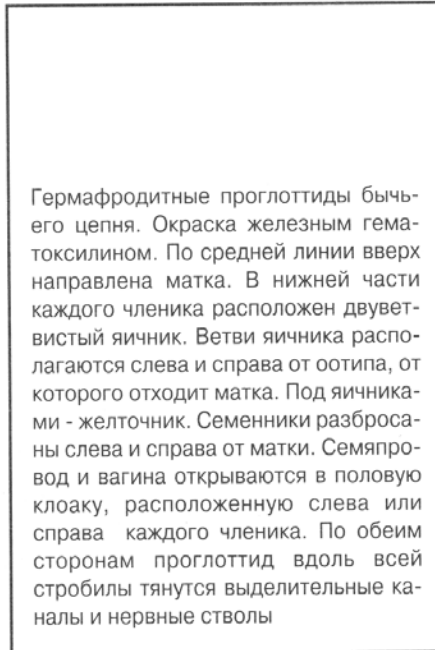 Гермафродитные проглоттиды бычь-
его цепня. Окраска железным гема-
токсилином. По средней линии вверх
направлена матка. В нижней части
каждого членика расположен двувет-
вистый яичник. Ветви яичника распо-
лагаются слева и справа от оотипа, от
которого отходит матка. Под яичника-
ми - желточник. Семенники разброса-
ны слева и справа от матки. Семяпро-
вод и вагина открываются в половую
клоаку, расположенную слева или
справа каждого членика. По обеим
сторонам проглоттид вдоль всей
стробилы тянутся выделительные ка-
налы и нервные стволы